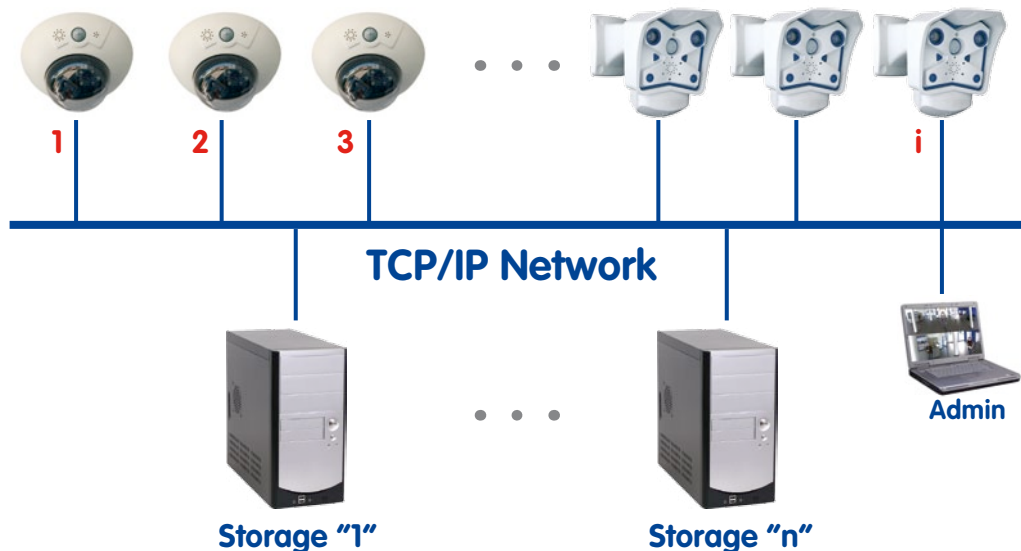 1
2
3
i
TCP/IP Network
Admin
Storage "1"
Storage "n"